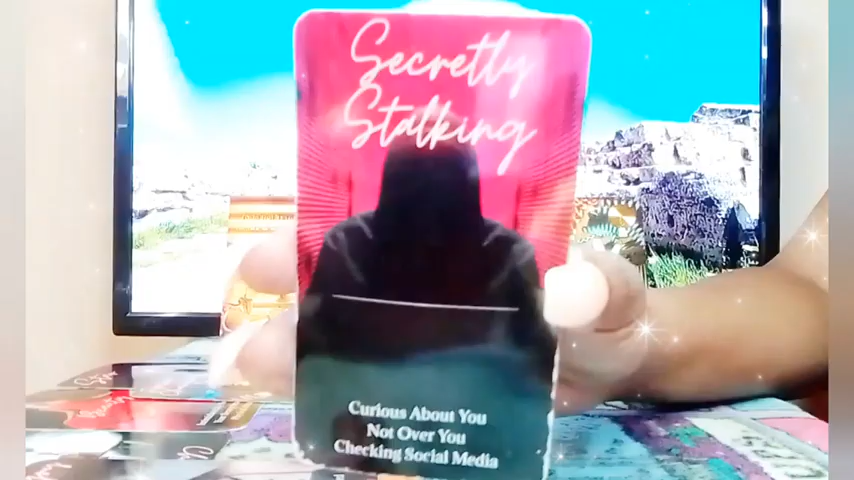 Secretly
Stalking
Curious About You
Not Over You
Checking Social Media